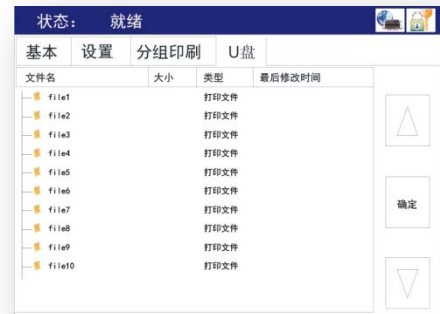 状态： 就绪
基本 设置 分组印刷 U盘
文件名 大小 类型 最后修改时间
file1 打印文件
file2 打印文件
file3 打印文件
file4 打印文件
file5 打印文件
file6 打印文件
file7 打印文件
file8 打印文件
file9 打印文件
file10 打印文件
确定